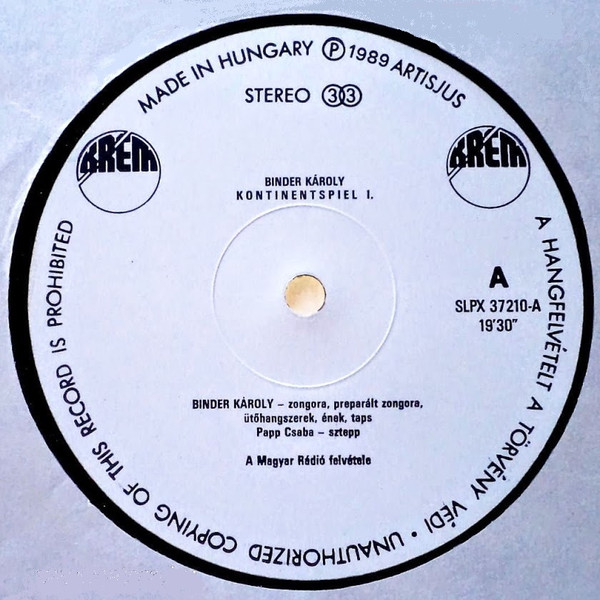 MADE IN HUNGARY Ⓟ 1989 ARTISJUS
STEREO 33
KRÉM
KRÉM
BINDER KÁROLY
KONTINENTSPIEL I.
A
SLPX 37210-A
19'30"
BINDER KÁROLY – zongora, preparált zongora,
ütőhangszerek, ének, taps
Papp Csaba – sztepp
A Magyar Rádió felvétele
A HANGFELVÉTELT A TÖRVÉNY VÉDI • UNAUTHORIZED COPYING OF THIS RECORD IS PROHIBITED